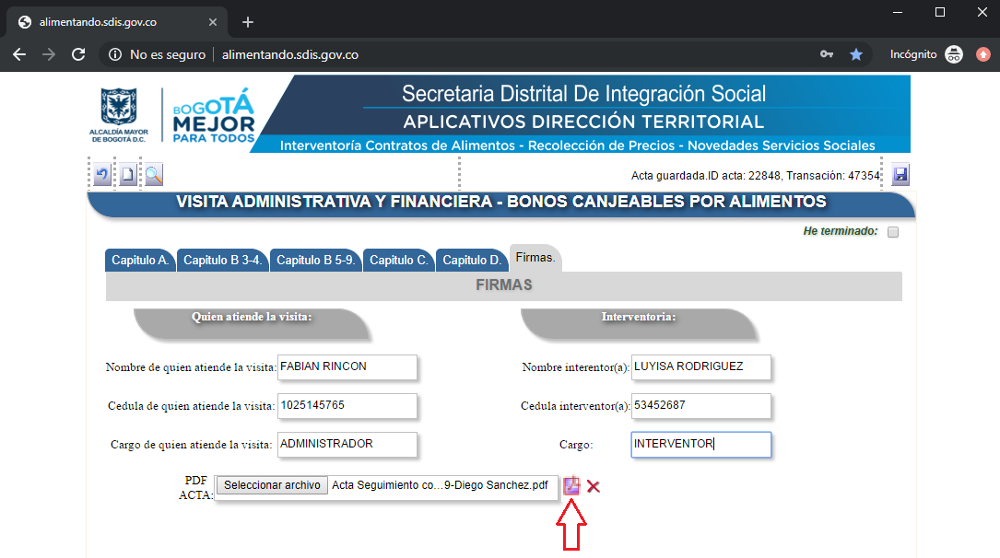 alimentando.sdis.gov.co
No es seguro
alimentando.sdis.gov.co
Incógnito
ALCALDÍA MAYOR
DE BOGOTÁ D.C.
BOGOTÁ
MEJOR
PARA TODOS
Secretaria Distrital De Integración Social
APLICATIVOS DIRECCIÓN TERRITORIAL
Interventoría Contratos de Alimentos - Recolección de Precios - Novedades Servicios Sociales
Acta guardada.ID acta: 22848, Transación: 47354
VISITA ADMINISTRATIVA Y FINANCIERA - BONOS CANJEABLES POR ALIMENTOS
He terminado:
Capitulo A. Capitulo B 3-4. Capitulo B 5-9. Capitulo C. Capitulo D. Firmas.
FIRMAS
Quien atiende la visita: Interventoria:
Nombre de quien atiende la visita: FABIAN RINCON Nombre interentor(a): LUYISA RODRIGUEZ
Cedula de quien atiende la visita: 1025145765 Cedula interventor(a): 53452687
Cargo de quien atiende la visita: ADMINISTRADOR Cargo: INTERVENTOR
PDF
ACTA: Seleccionar archivo Acta Seguimiento co...9-Diego Sanchez.pdf